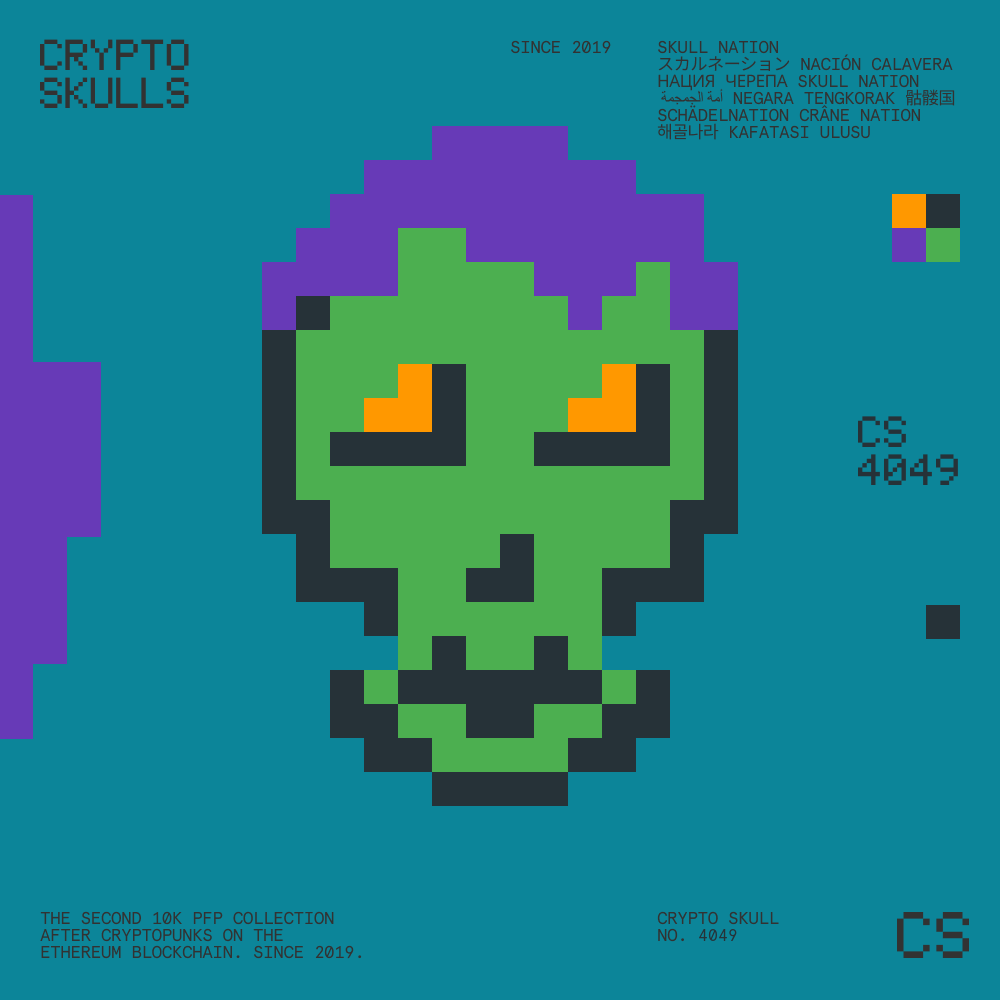 CRYPTO
SKULLS
SINCE 2019
SKULL NATION
スカルネーション NACIÓN CALAVERA
НАЦИЯ ЧЕРЕПА SKULL NATION
أمة الجمجمة NEGARA TENGKORAK 骷髅国
SCHÄDELNATION CRÂNE NATION
해골나라 KAFATASI ULUSU
CS
4049
THE SECOND 10K PFP COLLECTION
AFTER CRYPTOPUNKS ON THE
ETHEREUM BLOCKCHAIN. SINCE 2019.
CRYPTO SKULL
NO. 4049
CS